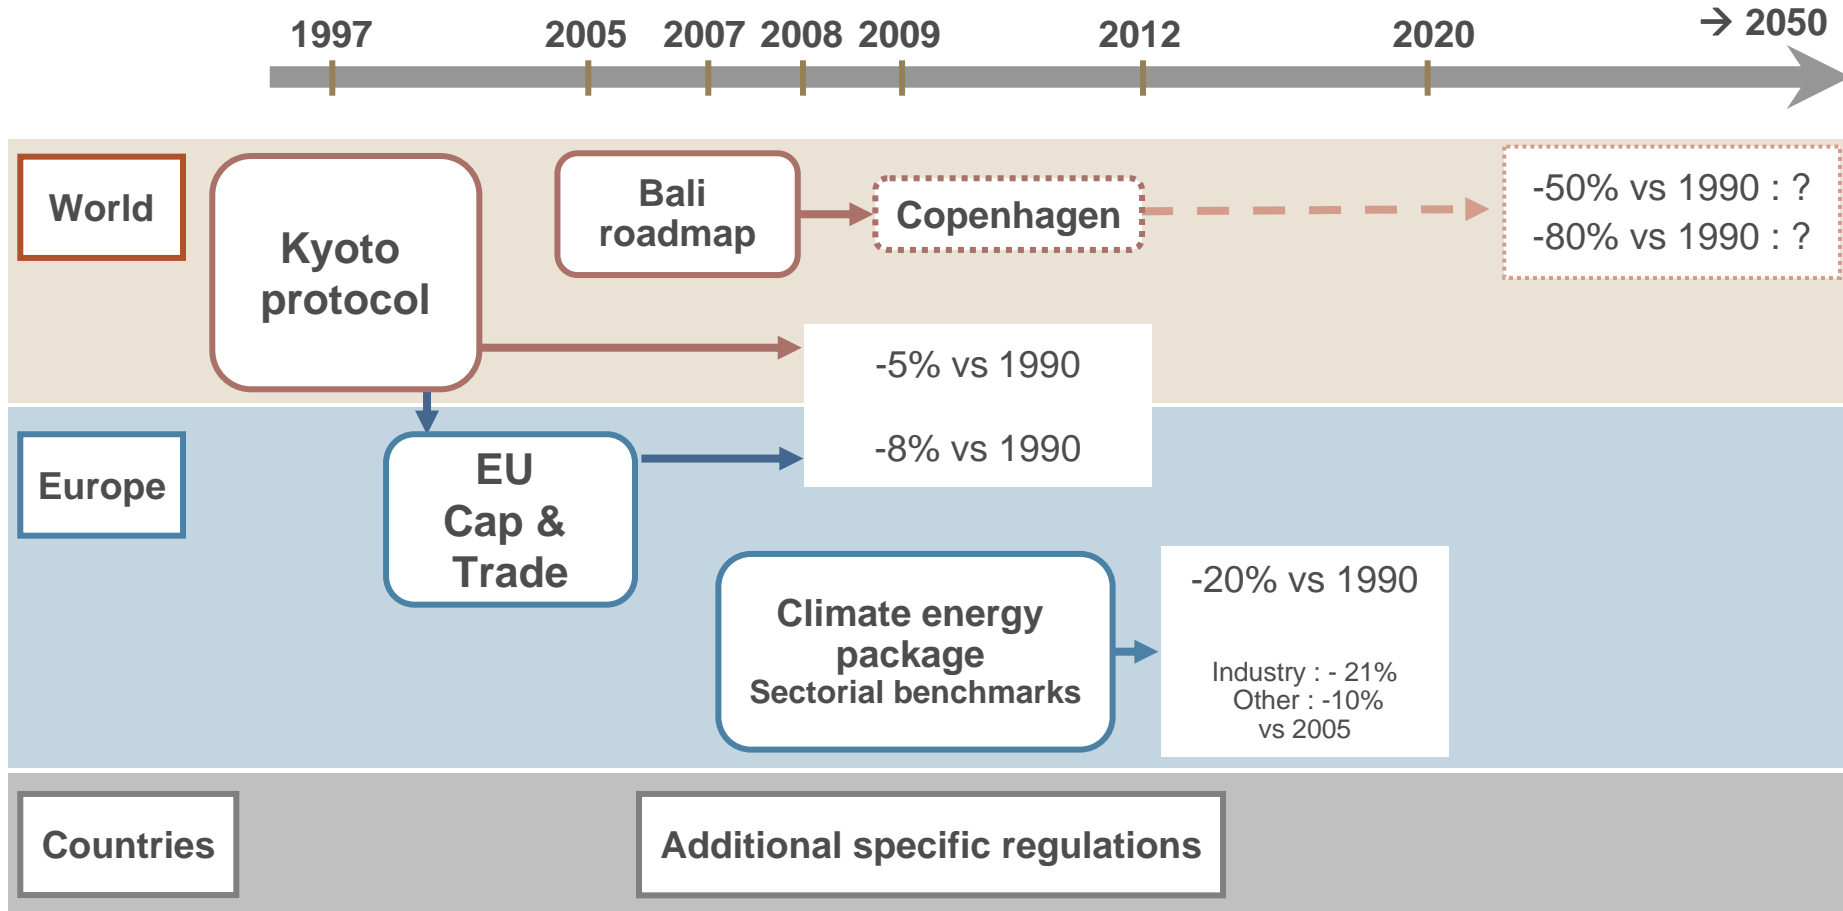 1997 2005 2007 2008 2009 2012 2020 → 2050
World
Kyoto
protocol
Bali
roadmap
Copenhagen
-50% vs 1990 : ?
-80% vs 1990 : ?
-5% vs 1990
-8% vs 1990
Europe
EU
Cap &
Trade
Climate energy
package
Sectorial benchmarks
-20% vs 1990
Industry : - 21%
Other : -10%
vs 2005
Countries
Additional specific regulations